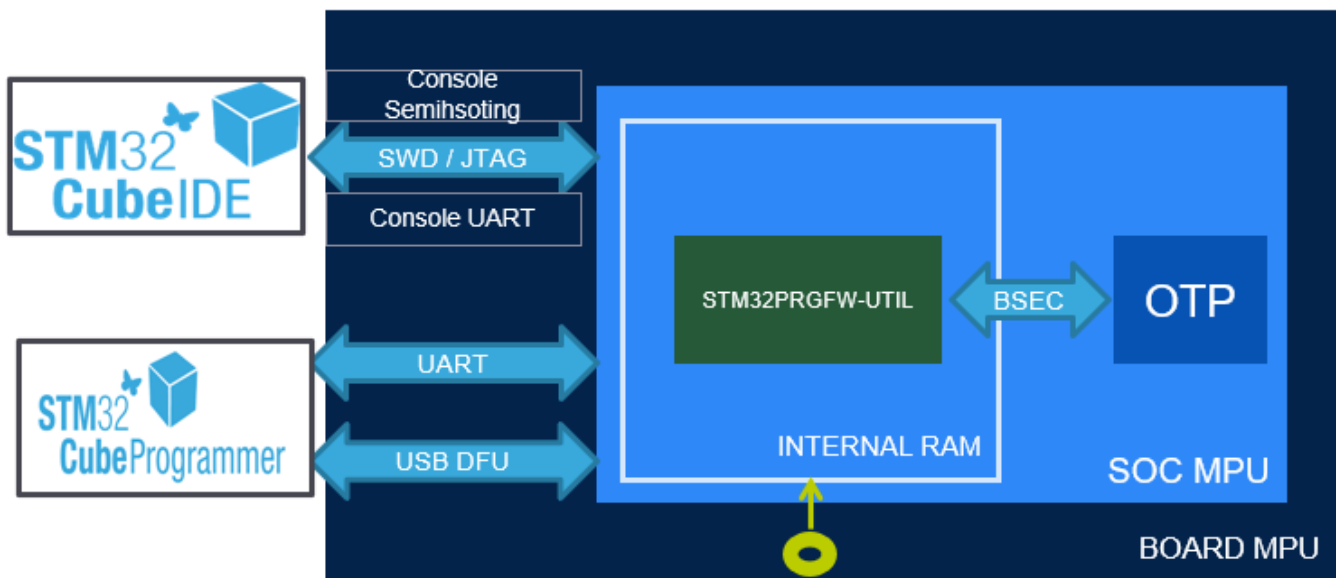 Console
Semihsoting
STM32
CubeIDE
SWD / JTAG
Console UART
STM32PRGFW-UTIL
BSEC
OTP
UART
STM32
CubeProgrammer
USB DFU
INTERNAL RAM
SOC MPU
BOARD MPU